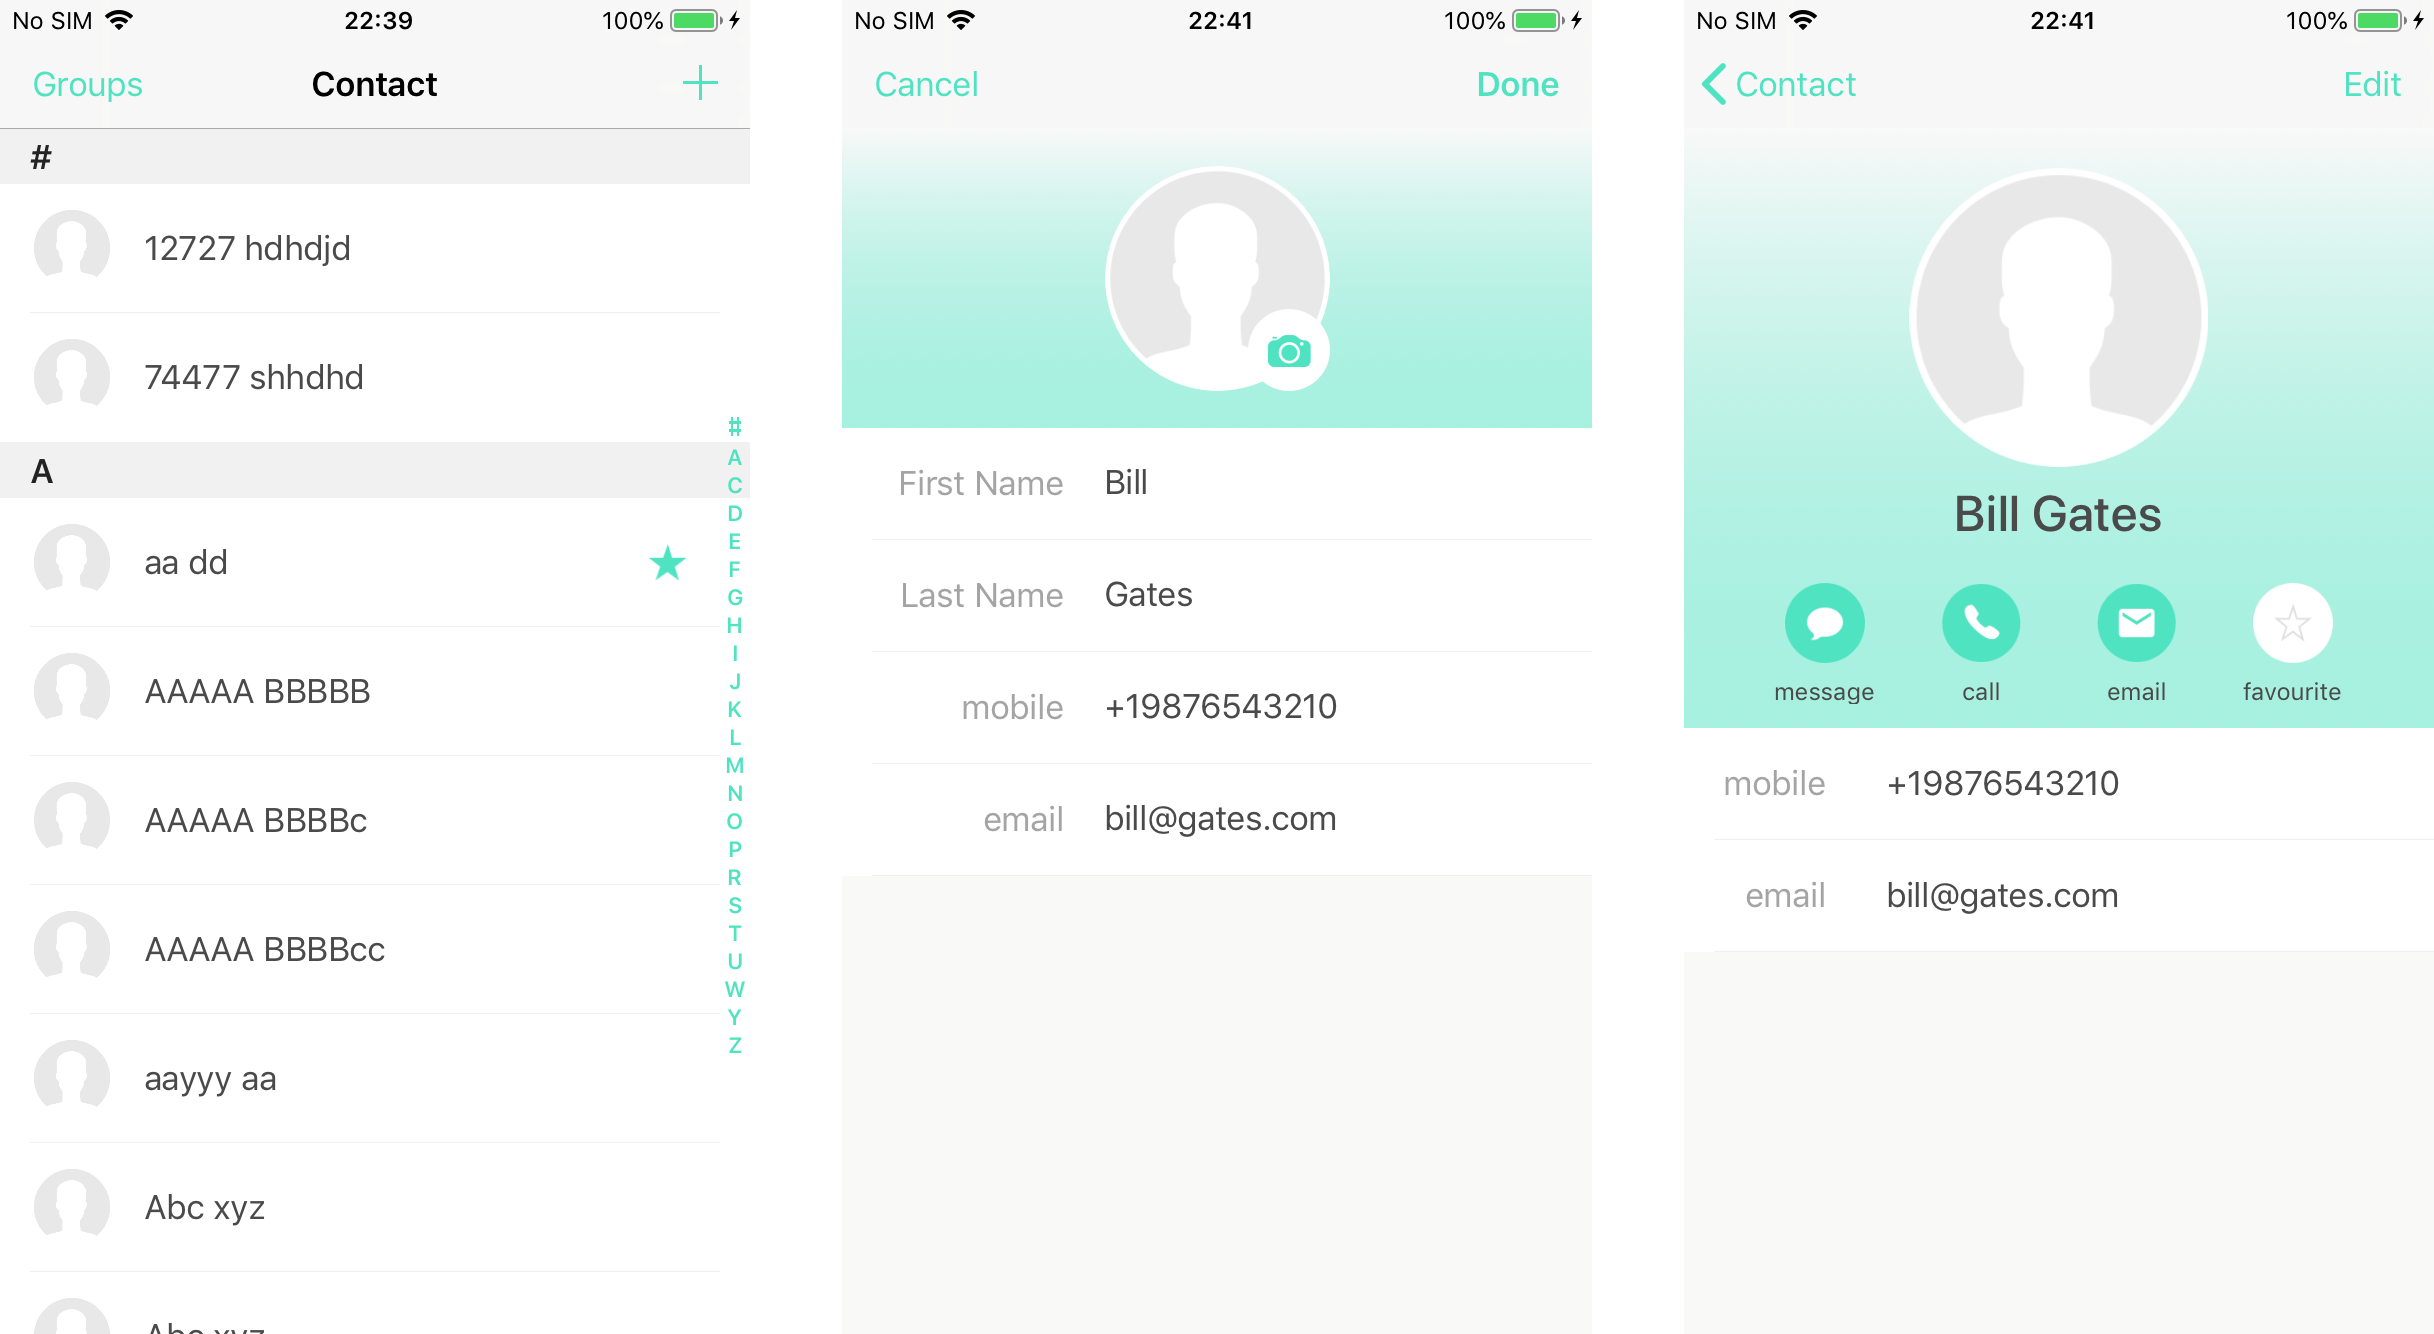 No SIM 22:39 100%
Groups Contact
#
12727 hdhdjd
74477 shhdhd
A
aa dd
AAAAA BBBBB
AAAAA BBBBc
AAAAA BBBBcc
aayyy aa
Abc xyz
Abc xyz
#
A
C
D
E
F
G
H
I
J
K
L
M
N
O
P
R
S
T
U
W
Y
Z
No SIM 22:41 100%
Cancel Done
First Name Bill
Last Name Gates
mobile +19876543210
email bill@gates.com
No SIM 22:41 100%
Contact Edit
Bill Gates
message call email favourite
mobile +19876543210
email bill@gates.com